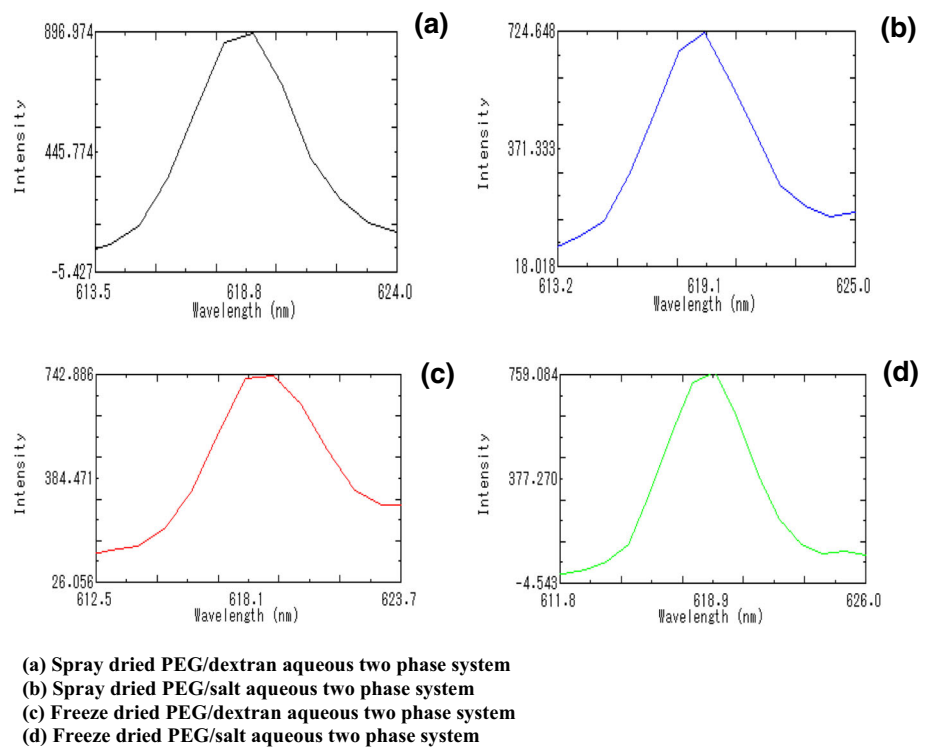 (a)
896.974
445.774
-5.427
Intensity
613.5 618.8 624.0
Wavelength (nm)
(b)
724.648
371.333
18.018
Intensity
613.2 619.1 625.0
Wavelength (nm)
(c)
742.886
384.471
26.056
Intensity
612.5 618.1 623.7
Wavelength (nm)
(d)
759.084
377.270
-4.543
Intensity
611.8 618.9 626.0
Wavelength (nm)
(a) Spray dried PEG/dextran aqueous two phase system
(b) Spray dried PEG/salt aqueous two phase system
(c) Freeze dried PEG/dextran aqueous two phase system
(d) Freeze dried PEG/salt aqueous two phase system